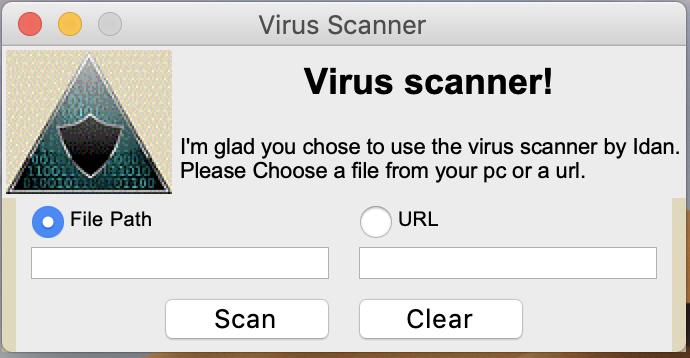 Virus Scanner
Virus scanner!
I'm glad you chose to use the virus scanner by Idan.
Please Choose a file from your pc or a url.
File Path
URL
Scan
Clear